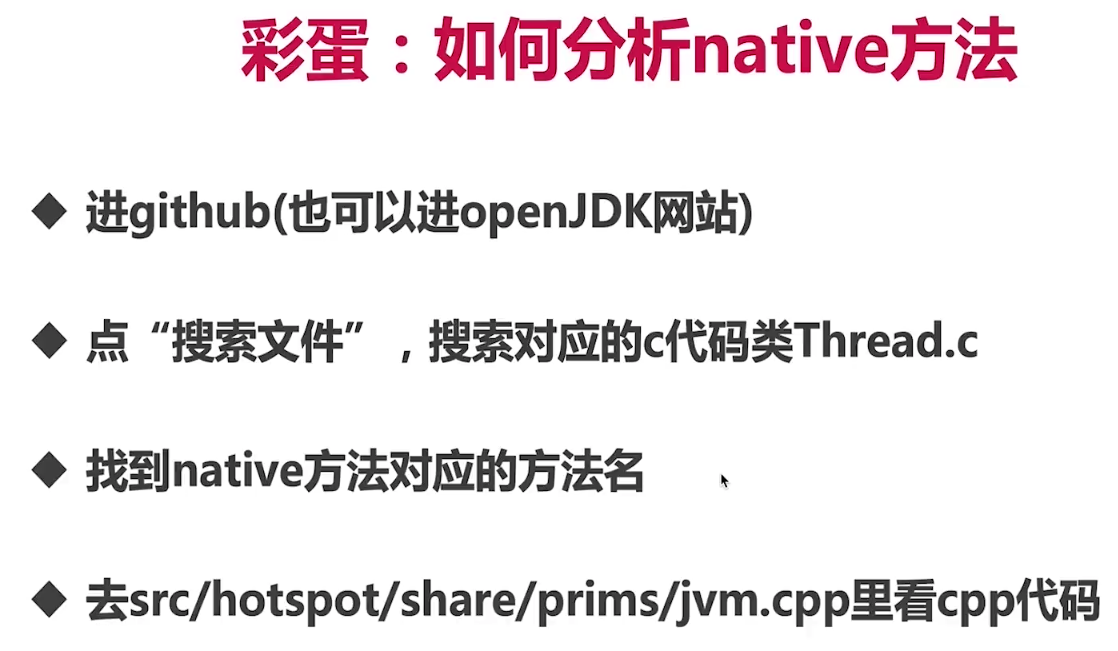 彩蛋：如何分析native方法
◆ 进github(也可以进openJDK网站)
◆ 点“搜索文件”，搜索对应的c代码类Thread.c
◆ 找到native方法对应的方法名
◆ 去src/hotspot/share/prims/jvm.cpp里看cpp代码